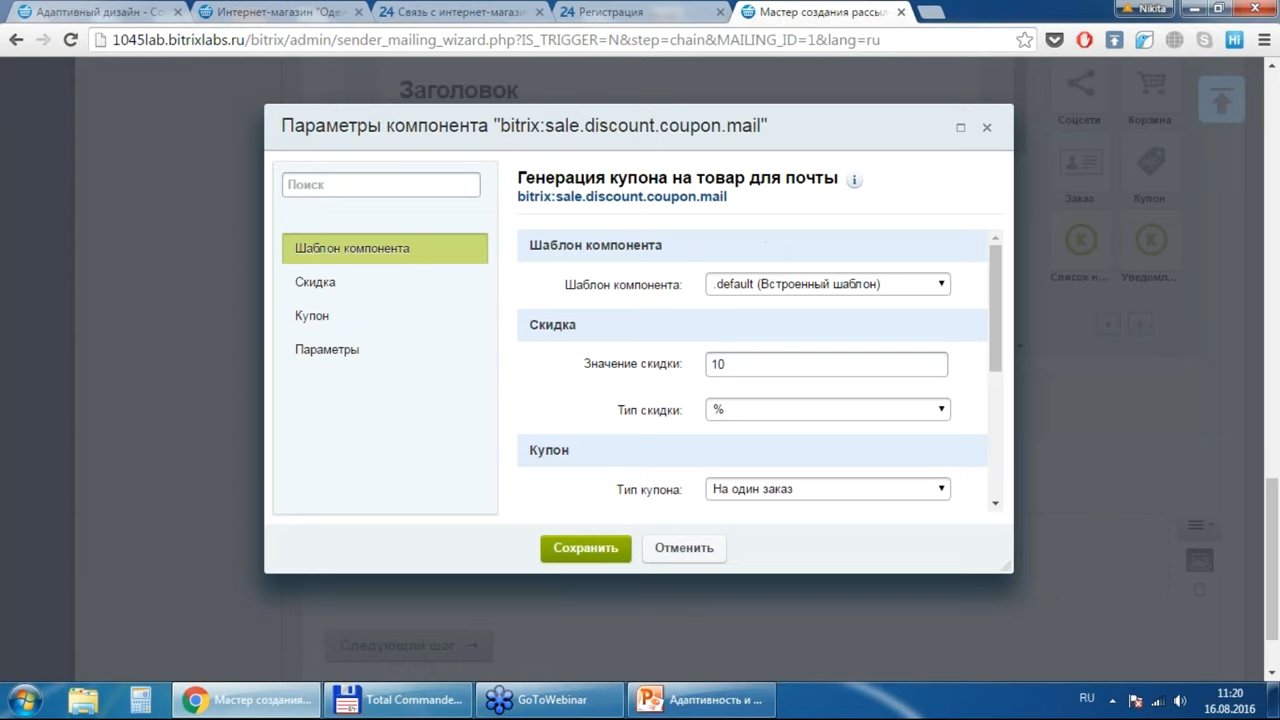 Адаптивный дизайн - Со
Интернет-магазин "Оде
Связь с интернет-магази
24 Регистрация
Мастер создания рассыл
Nikita
1045lab.bitrixlabs.ru/bitrix/admin/sender_mailing_wizard.php?IS_TRIGGER=N&step=chain&MAILING_ID=1&lang=ru
Заголовок
Соцсети
Корзина
Заказ
Купон
Список н...
Уведомл...
Параметры компонента "bitrix:sale.discount.coupon.mail"
Поиск
Шаблон компонента
Скидка
Купон
Параметры
Генерация купона на товар для почты
bitrix:sale.discount.coupon.mail
Шаблон компонента
Шаблон компонента: .default (Встроенный шаблон)
Скидка
Значение скидки: 10
Тип скидки: %
Купон
Тип купона: На один заказ
Сохранить
Отменить
Следующий шаг →
Мастер создания...
Total Commande...
GoToWebinar
Адаптивность и ...
RU
11:20
16.08.2016